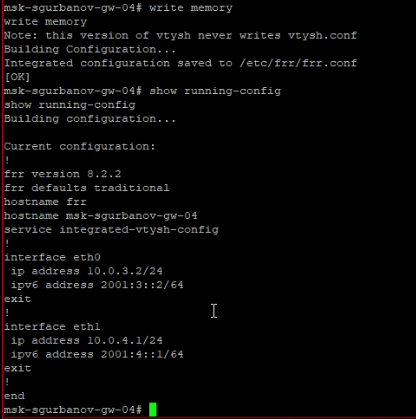 msk-sgurbanov-gw-04# write memory
write memory
Note: this version of vtysh never writes vtysh.conf
Building Configuration...
Integrated configuration saved to /etc/frr/frr.conf
[OK]
msk-sgurbanov-gw-04# show running-config
show running-config
Building configuration...

Current configuration:
!
frr version 8.2.2
frr defaults traditional
hostname frr
hostname msk-sgurbanov-gw-04
service integrated-vtysh-config
!
interface eth0
 ip address 10.0.3.2/24
 ipv6 address 2001:3::2/64
exit
!
interface eth1
 ip address 10.0.4.1/24
 ipv6 address 2001:4::1/64
exit
!
end
msk-sgurbanov-gw-04#